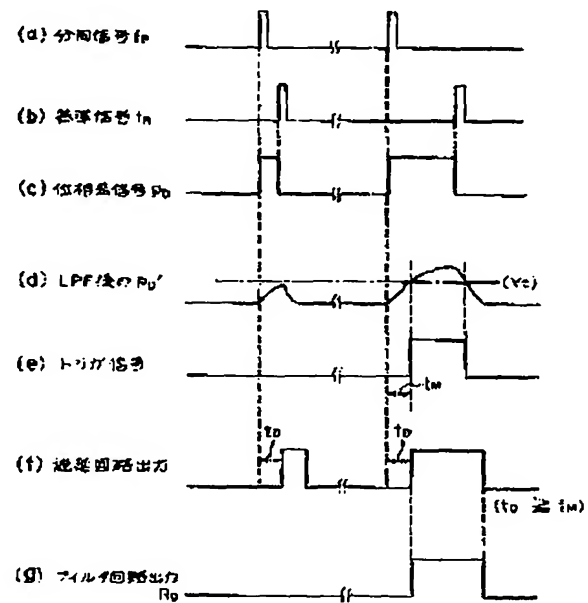 (a) 分周信号 fP
(b) 基準信号 fR
(c) 位相差信号 PD
(d) LPF後の PD'
(Vc)
(e) トリガ信号
tM
tD
tD
(f) 遅延回路出力
(tD ≧ tM)
(g) フィルタ回路出力
RD